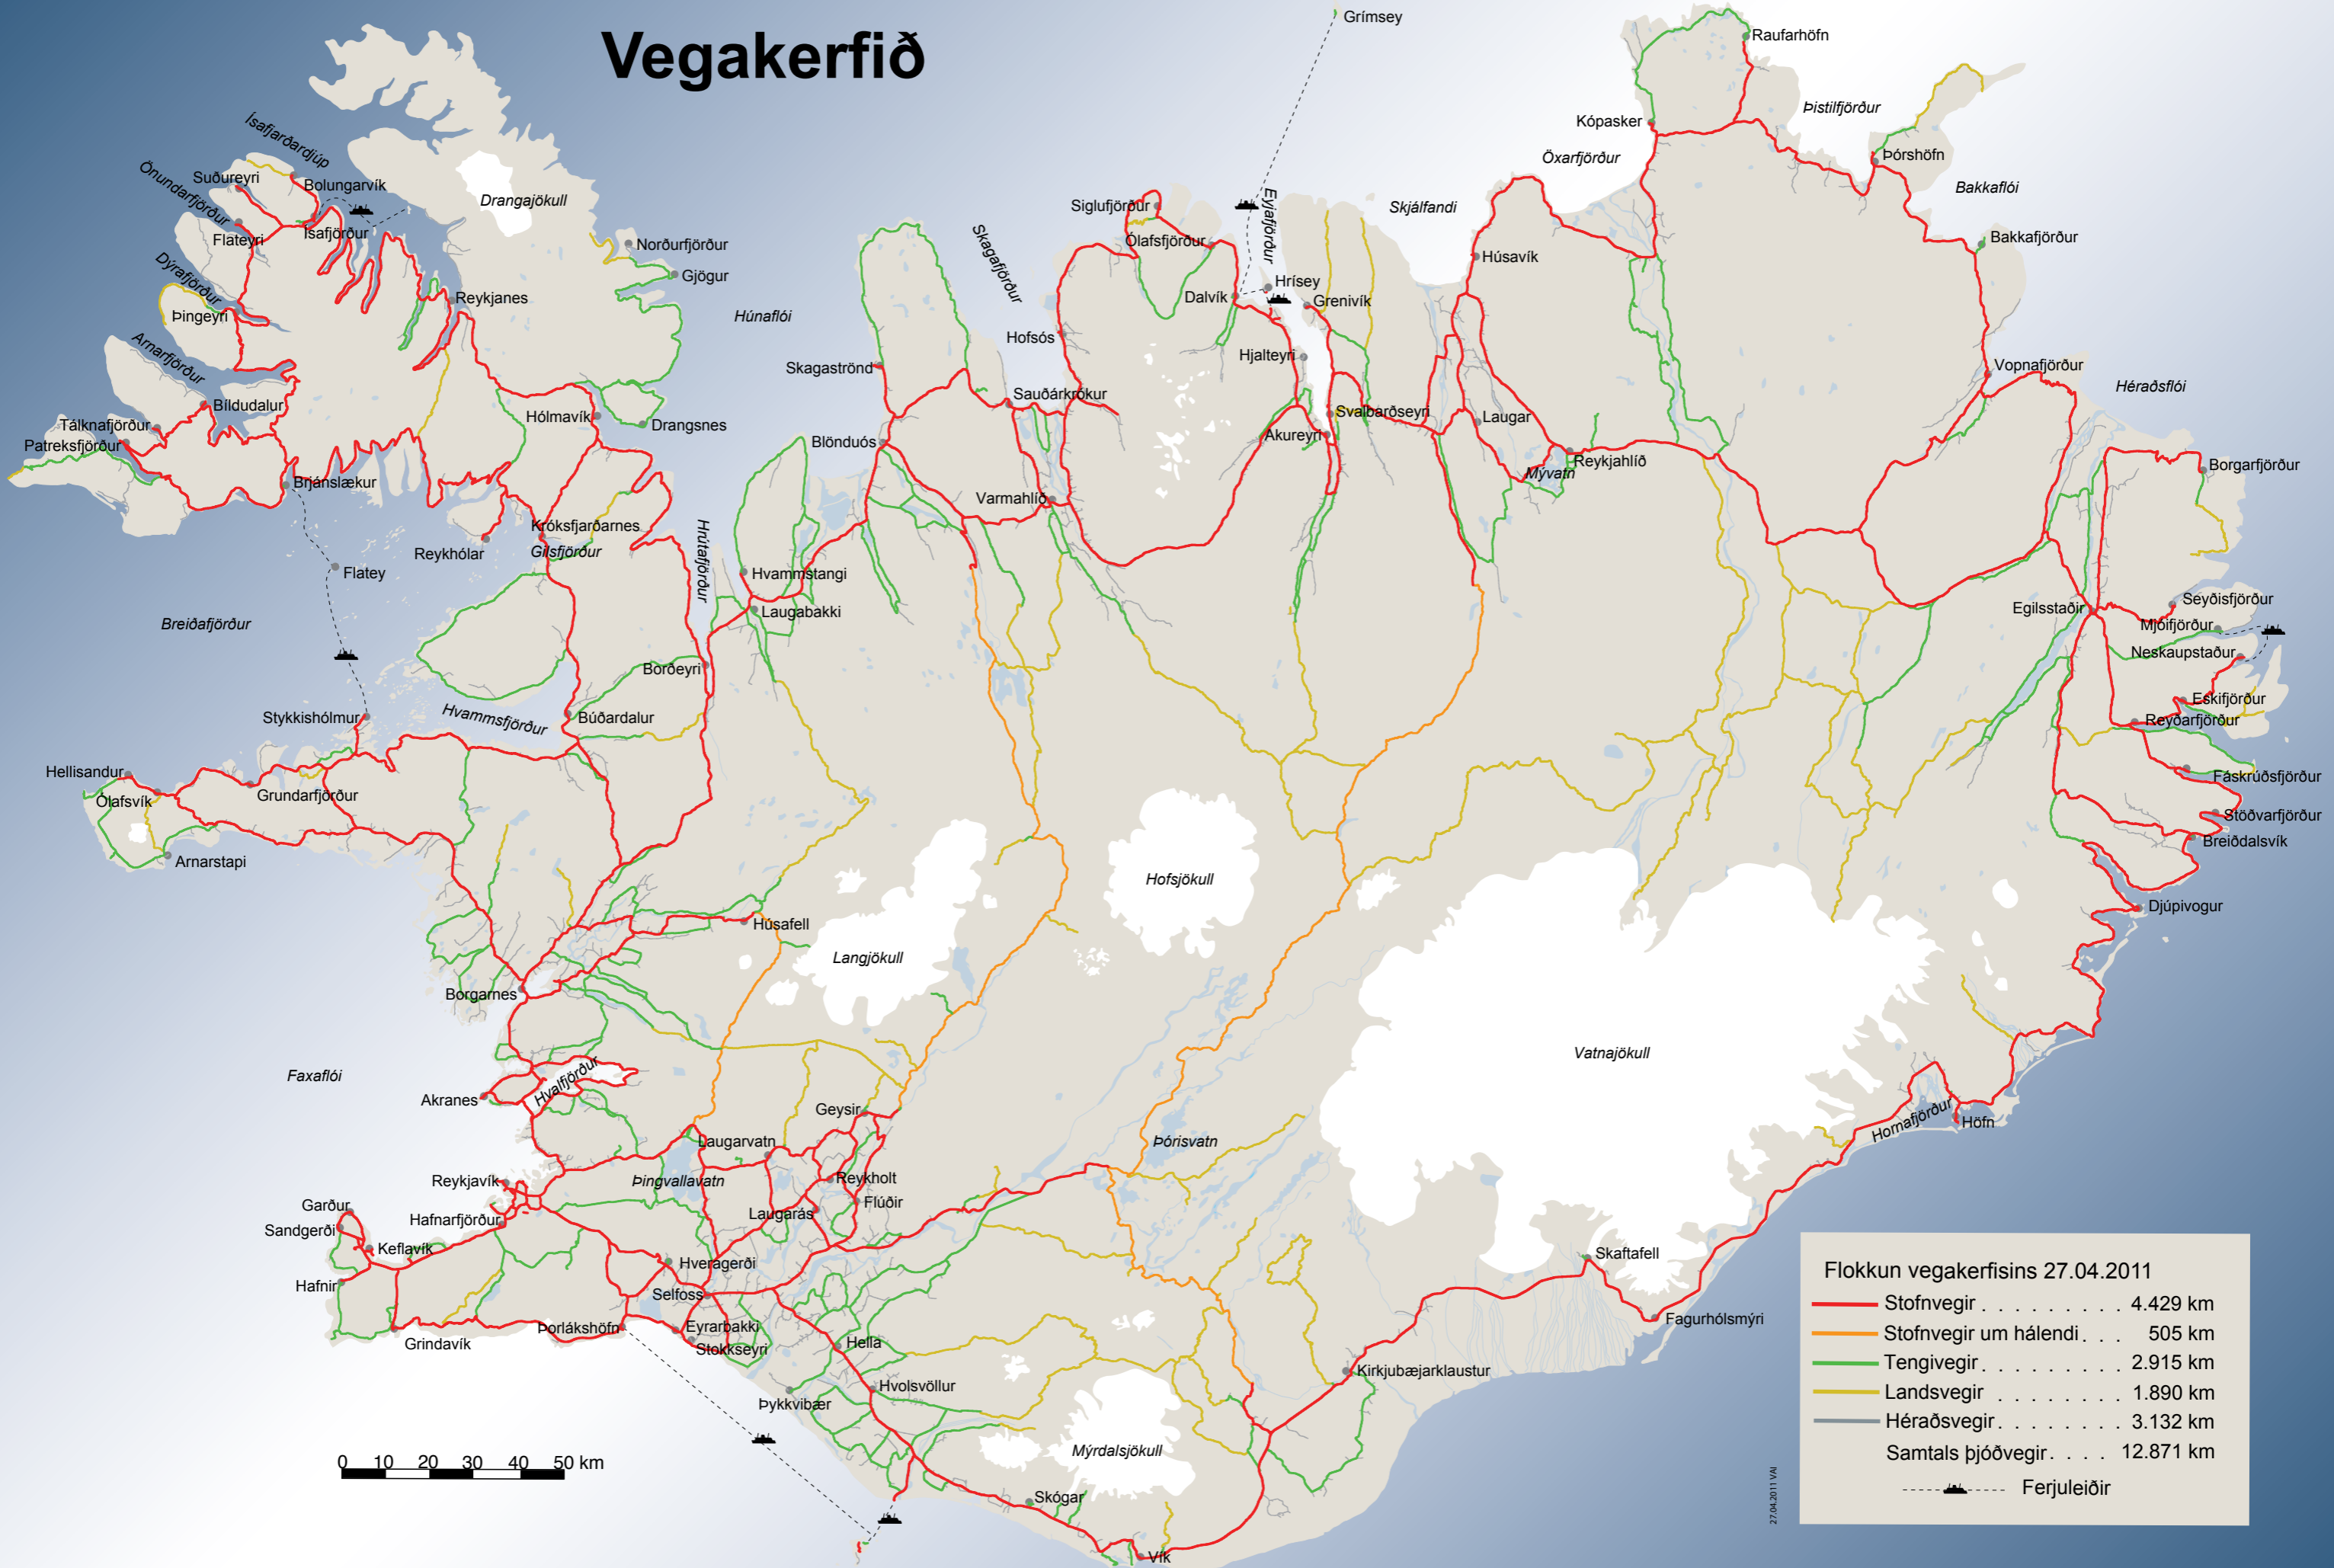 Vegakerfið
Grímsey
Raufarhöfn
Þistilfjörður
Kópasker
Öxarfjörður
Þórshöfn
Bakkaflói
Bakkafjörður
Ísafjarðardjúp
Önundarfjörður
Suðureyri
Bolungarvík
Flateyri
Ísafjörður
Drangajökull
Dýrafjörður
Þingeyri
Reykjanes
Norðurfjörður
Gjögur
Arnarfjörður
Húnaflói
Skagafjörður
Siglufjörður
Ólafsfjörður
Eyjafjörður
Hrísey
Dalvík
Grenivík
Skjálfandi
Húsavík
Hofsós
Hjalteyri
Skagaströnd
Sauðárkrókur
Vopnafjörður
Héraðsflói
Bíldudalur
Tálknafjörður
Patreksfjörður
Hólmavík
Drangsnes
Blönduós
Svalbarðseyri
Akureyri
Laugar
Mývatn
Reykjahlíð
Borgarfjörður
Brjánslækur
Varmahlíð
Króksfjarðarnes
Gilsfjörður
Reykhólar
Hrútafjörður
Flatey
Breiðafjörður
Hvammstangi
Laugabakki
Egilsstaðir
Seyðisfjörður
Mjóifjörður
Neskaupstaður
Eskifjörður
Reyðarfjörður
Fáskrúðsfjörður
Stöðvarfjörður
Breiðdalsvík
Djúpivogur
Borðeyri
Búðardalur
Hvammsfjörður
Stykkishólmur
Hellisandur
Ólafsvík
Grundarfjörður
Arnarstapi
Hofsjökull
Langjökull
Húsafell
Borgarnes
Vatnajökull
Faxaflói
Hvalfjörður
Akranes
Geysir
Laugarvatn
Þórisvatn
Hornafjörður
Höfn
Reykjavík
Þingvallavatn
Reykholt
Flúðir
Laugarás
Garður
Sandgerði
Hafnarfjörður
Keflavík
Hafnir
Hveragerði
Selfoss
Skaftafell
Fagurhólsmýri
Grindavík
Þorlákshöfn
Eyrarbakki
Stokkseyri
Hella
Hvolsvöllur
Þykkvibær
Kirkjubæjarklaustur
Mýrdalsjökull
Skógar
Vík
0 10 20 30 40 50 km
Flokkun vegakerfisins 27.04.2011
Stofnvegir . . . . . . . . . 4.429 km
Stofnvegir um hálendi . . . 505 km
Tengivegir . . . . . . . . . 2.915 km
Landsvegir . . . . . . . . 1.890 km
Héraðsvegir . . . . . . . . 3.132 km
Samtals þjóðvegir . . . . 12.871 km
Ferjuleiðir
27.04.2011 VAI